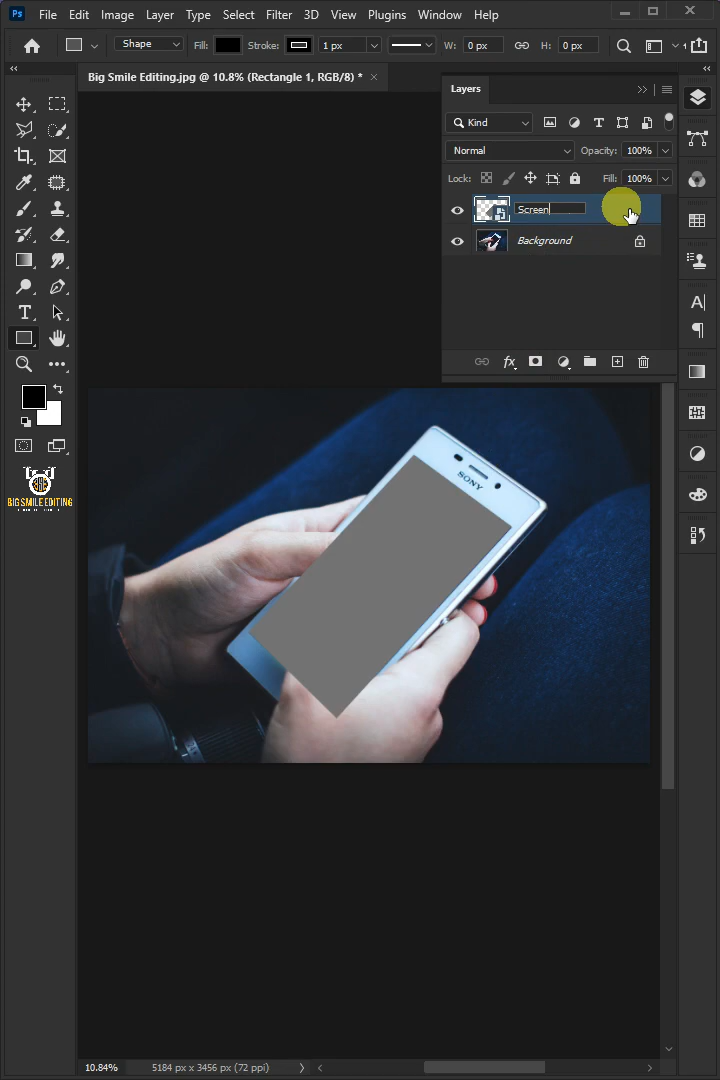 Ps File Edit Image Layer Type Select Filter 3D View Plugins Window Help
Shape Fill: Stroke: 1 px W: 0 px H: 0 px
Big Smile Editing.jpg @ 10.8% (Rectangle 1, RGB/8) *
Layers
Kind
Normal Opacity: 100%
Lock: Fill: 100%
Screen
Background
fx
SONY
BIG SMILE EDITING
10.84% 5184 px x 3456 px (72 ppi)